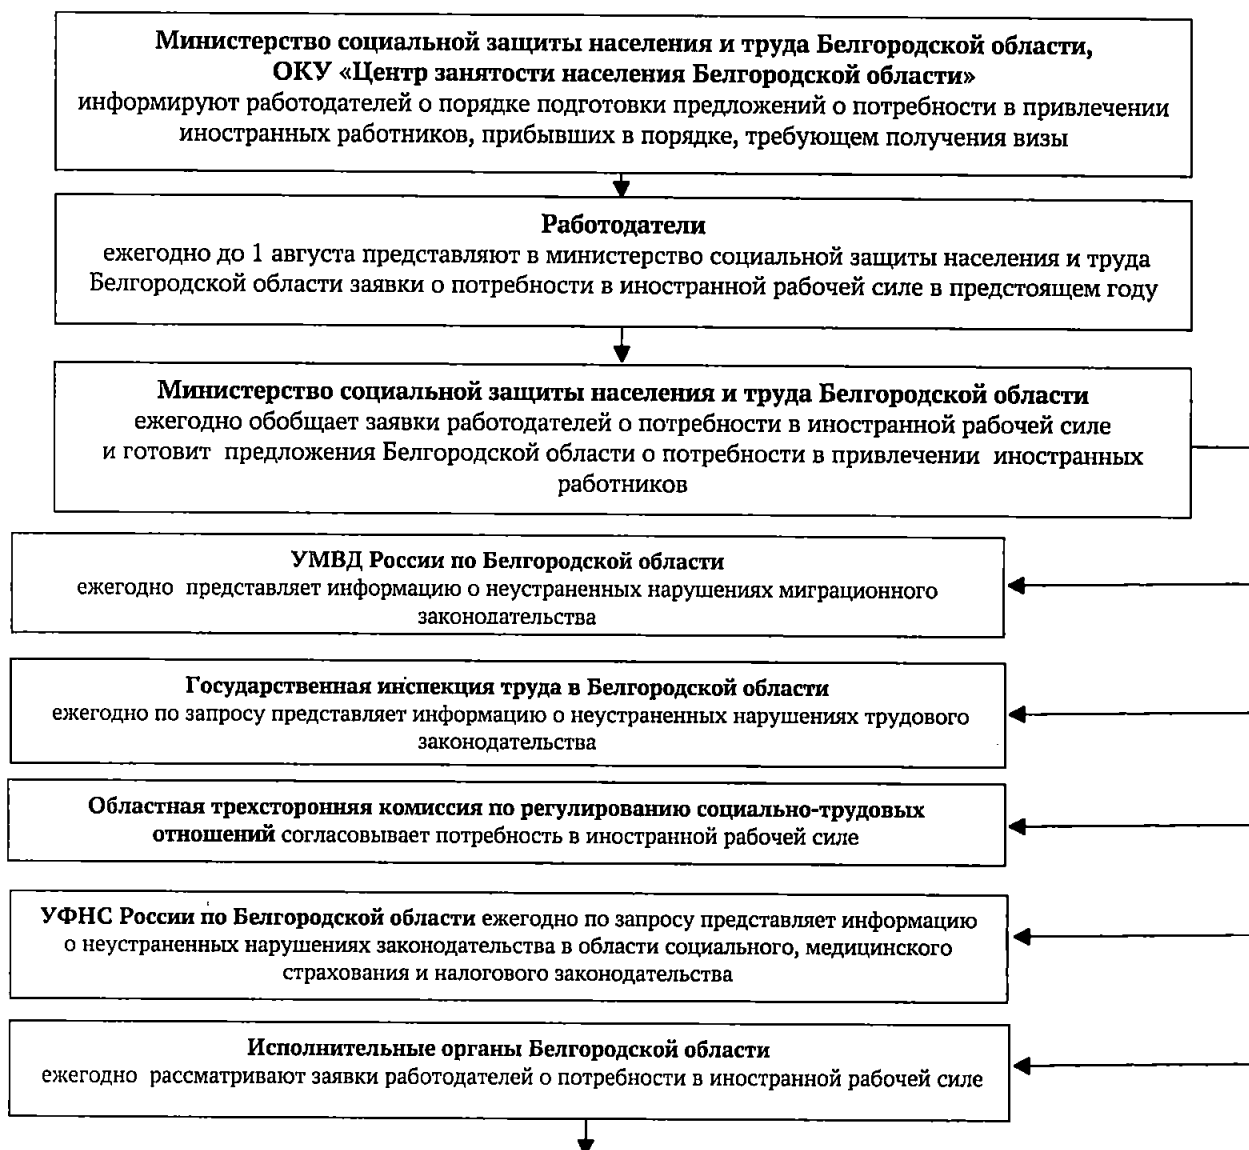 Министерство социальной защиты населения и труда Белгородской области,
ОКУ «Центр занятости населения Белгородской области»
информируют работодателей о порядке подготовки предложений о потребности в привлечении
иностранных работников, прибывших в порядке, требующем получения визы
Работодатели
ежегодно до 1 августа представляют в министерство социальной защиты населения и труда
Белгородской области заявки о потребности в иностранной рабочей силе в предстоящем году
Министерство социальной защиты населения и труда Белгородской области
ежегодно обобщает заявки работодателей о потребности в иностранной рабочей силе
и готовит предложения Белгородской области о потребности в привлечении иностранных
работников
УМВД России по Белгородской области
ежегодно представляет информацию о неустраненных нарушениях миграционного
законодательства
Государственная инспекция труда в Белгородской области
ежегодно по запросу представляет информацию о неустраненных нарушениях трудового
законодательства
Областная трехсторонняя комиссия по регулированию социально-трудовых
отношений согласовывает потребность в иностранной рабочей силе
УФНС России по Белгородской области ежегодно по запросу представляет информацию
о неустраненных нарушениях законодательства в области социального, медицинского
страхования и налогового законодательства
Исполнительные органы Белгородской области
ежегодно рассматривают заявки работодателей о потребности в иностранной рабочей силе